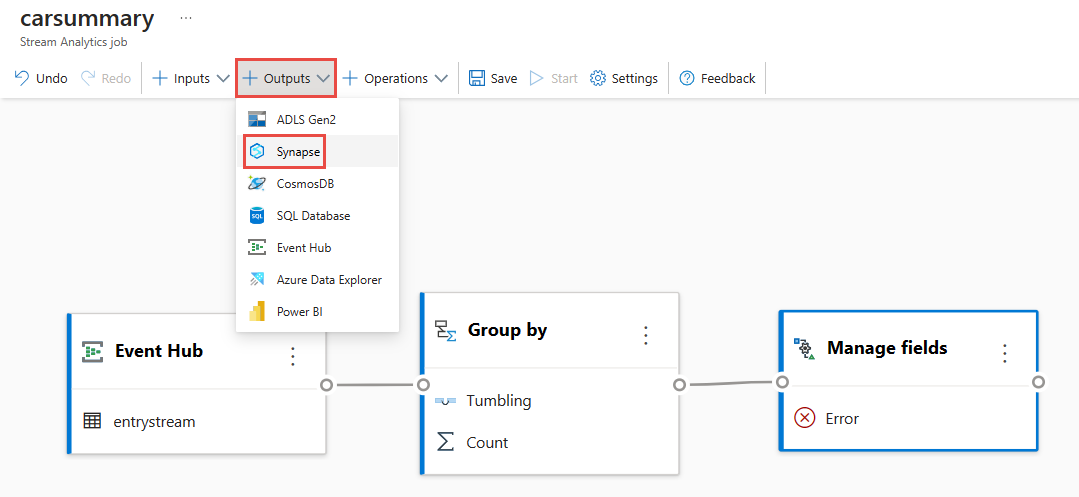 carsummary ...
Stream Analytics job
Undo Redo Inputs Outputs Operations Save Start Settings Feedback
ADLS Gen2
Synapse
CosmosDB
SQL Database
Event Hub
Azure Data Explorer
Power BI
Event Hub
entrystream
Group by
Tumbling
Count
Manage fields
Error